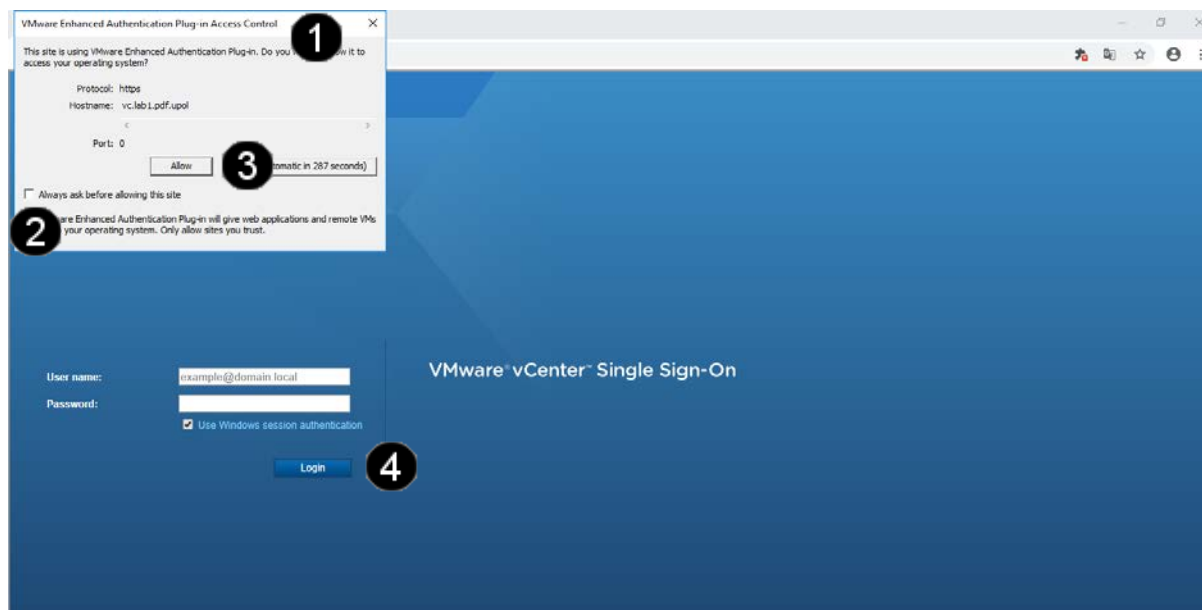 VMware Enhanced Authentication Plug-in Access Control
1
This site is using VMware Enhanced Authentication Plug-in. Do you it to
access your operating system?
Protocol: https
Hostname: vc.lab1.pdf.upol
Port: 0
Allow
3
in 287 seconds)
Always ask before allowing this site
2
Enhanced Authentication Plug-in will give web applications and remote VMs
your operating system. Only allow sites you trust.
User name:
example@domain.local
VMware® vCenter™ Single Sign-On
Password:
Use Windows session authentication
Login
4